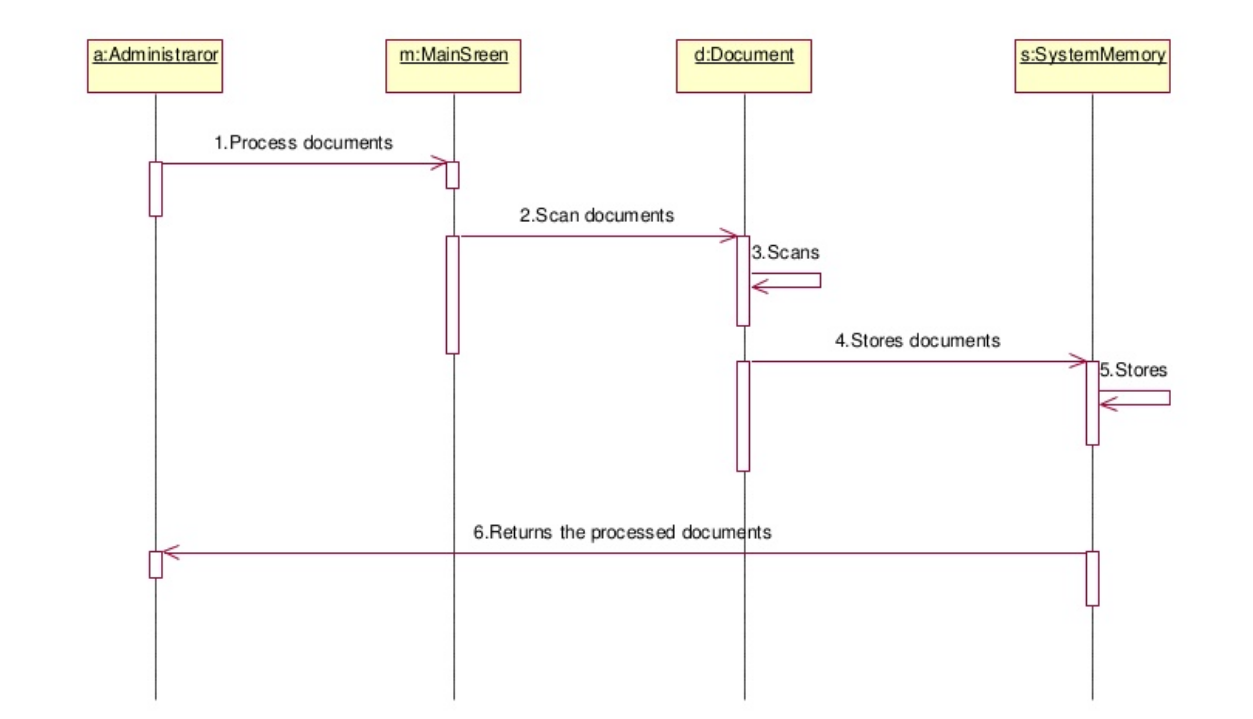 a:Administraror
m:MainSreen
d:Document
s:SystemMemory
1.Process documents
2.Scan documents
3.Scans
4.Stores documents
5.Stores
6.Returns the processed documents